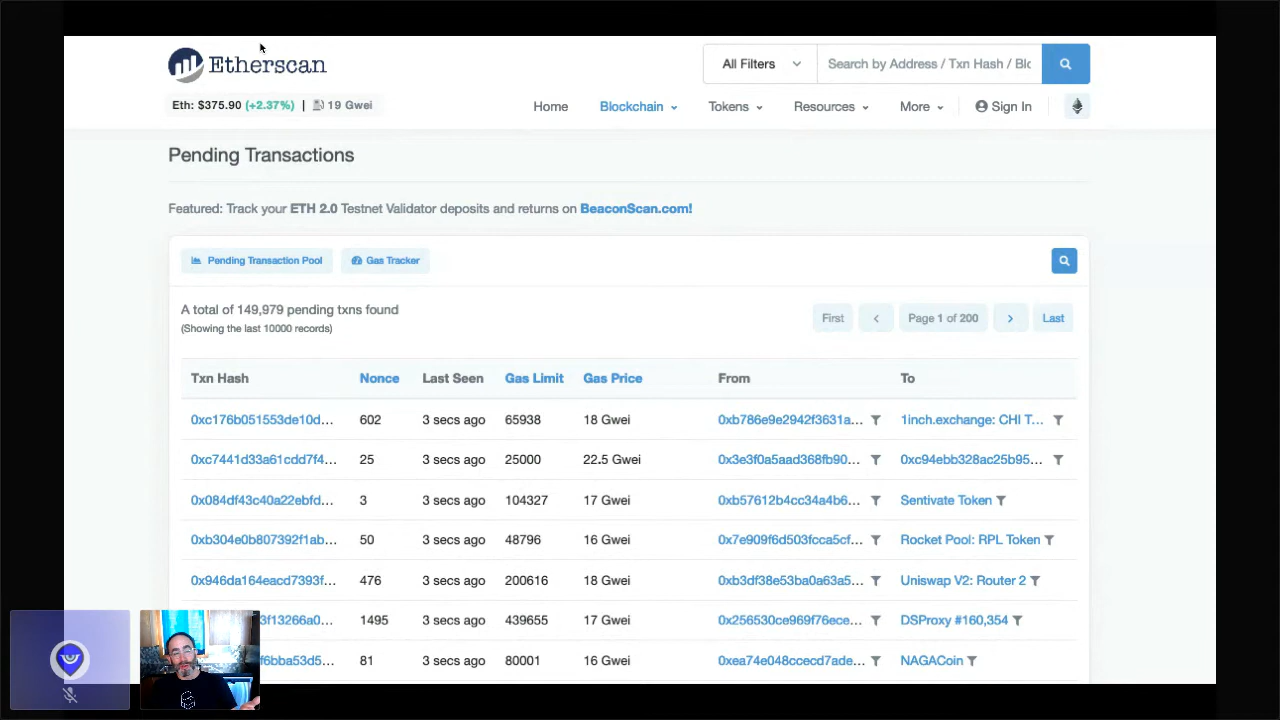 Etherscan
All Filters Search by Address / Txn Hash / Blo
Eth: $375.90 (+2.37%) | 19 Gwei
Home Blockchain Tokens Resources More Sign In
Pending Transactions
Featured: Track your ETH 2.0 Testnet Validator deposits and returns on BeaconScan.com!
Pending Transaction Pool Gas Tracker
A total of 149,979 pending txns found
(Showing the last 10000 records)
First Page 1 of 200 Last
Txn Hash Nonce Last Seen Gas Limit Gas Price From To
0xc176b051553de10d... 602 3 secs ago 65938 18 Gwei 0xb786e9e2942f3631a... 1inch.exchange: CHI T...
0xc7441d33a61cdd7f4... 25 3 secs ago 25000 22.5 Gwei 0x3e3f0a5aad368fb90... 0xc94ebb328ac25b95...
0x084df43c40a22ebfd... 3 3 secs ago 104327 17 Gwei 0xb57612b4cc34a4b6... Sentivate Token
0xb304e0b807392f1ab... 50 3 secs ago 48796 16 Gwei 0x7e909f6d503fcca5cf... Rocket Pool: RPL Token
0x946da164eacd7393f... 476 3 secs ago 200616 18 Gwei 0xb3df38e53ba0a63a5... Uniswap V2: Router 2
3f13266a0... 1495 3 secs ago 439655 17 Gwei 0x256530ce969f76ece... DSProxy #160,354
f6bba53d5... 81 3 secs ago 80001 16 Gwei 0xea74e048ccecd7ade... NAGACoin